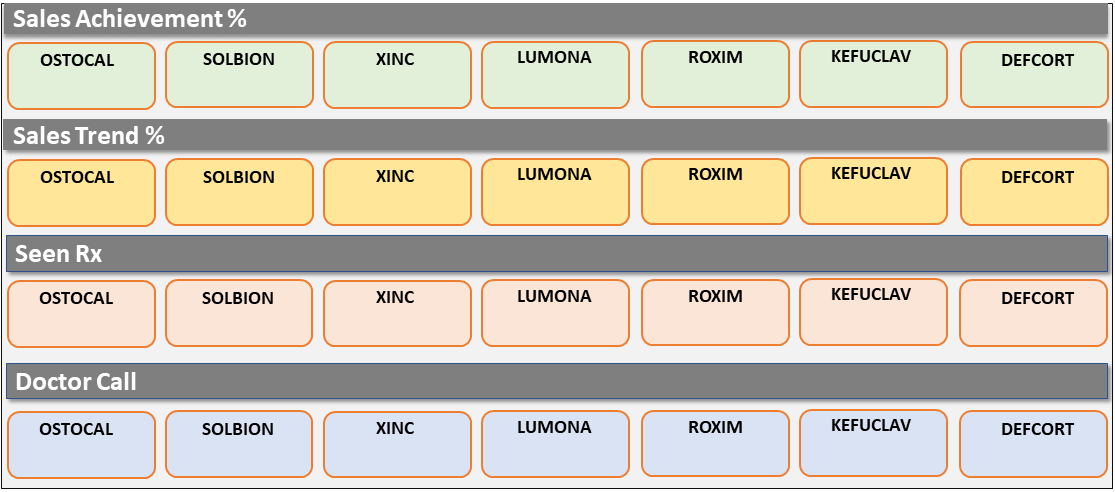 Sales Achievement %
OSTOCAL SOLBION XINC LUMONA ROXIM KEFUCLAV DEFCORT
Sales Trend %
OSTOCAL SOLBION XINC LUMONA ROXIM KEFUCLAV DEFCORT
Seen Rx
OSTOCAL SOLBION XINC LUMONA ROXIM KEFUCLAV DEFCORT
Doctor Call
OSTOCAL SOLBION XINC LUMONA ROXIM KEFUCLAV DEFCORT